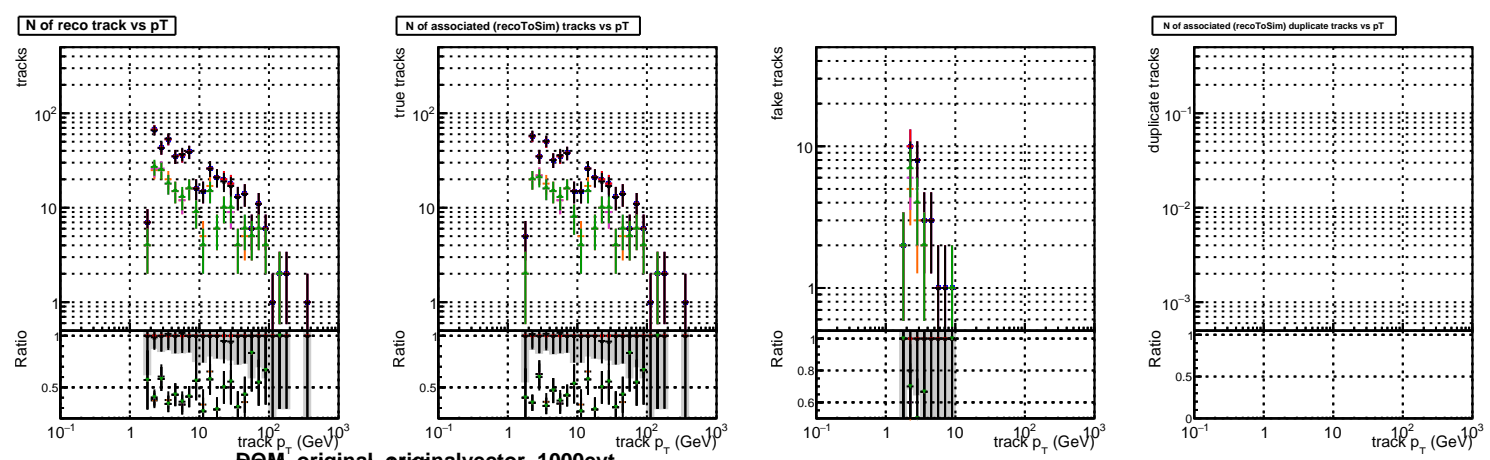 N of reco track vs pT
N of associated (recoToSim) tracks vs pT
N of associated (recoToSim) duplicate tracks vs pT
tracks
10²
10
1
Ratio
1
0.5
10⁻¹ 1 10 10² 10³
track p_T (GeV)
true tracks
10²
10
1
Ratio
1
0.5
10⁻¹ 1 10 10² 10³
track p_T (GeV)
fake tracks
10
1
Ratio
1
0.8
0.6
10⁻¹ 1 10 10² 10³
track p_T (GeV)
duplicate tracks
10⁻¹
10⁻²
10⁻³
Ratio
1
0.5
0
10⁻¹ 1 10 10² 10³
track p_T (GeV)
original originalvector 1000evt